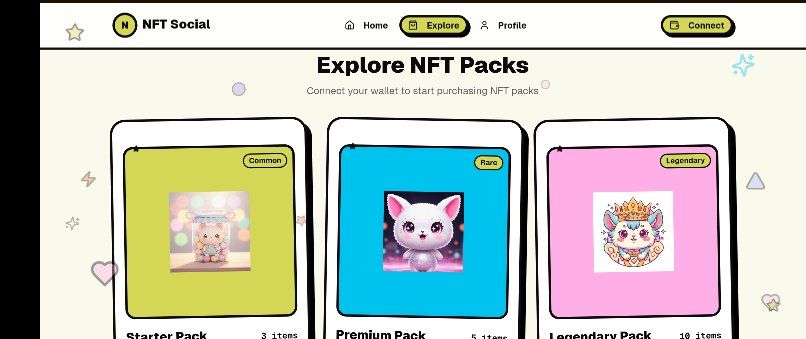 N NFT Social Home Explore Profile Connect
Explore NFT Packs
Connect your wallet to start purchasing NFT packs
Common Rare Legendary
Starter Pack 3 items Premium Pack 5 items Legendary Pack 10 items